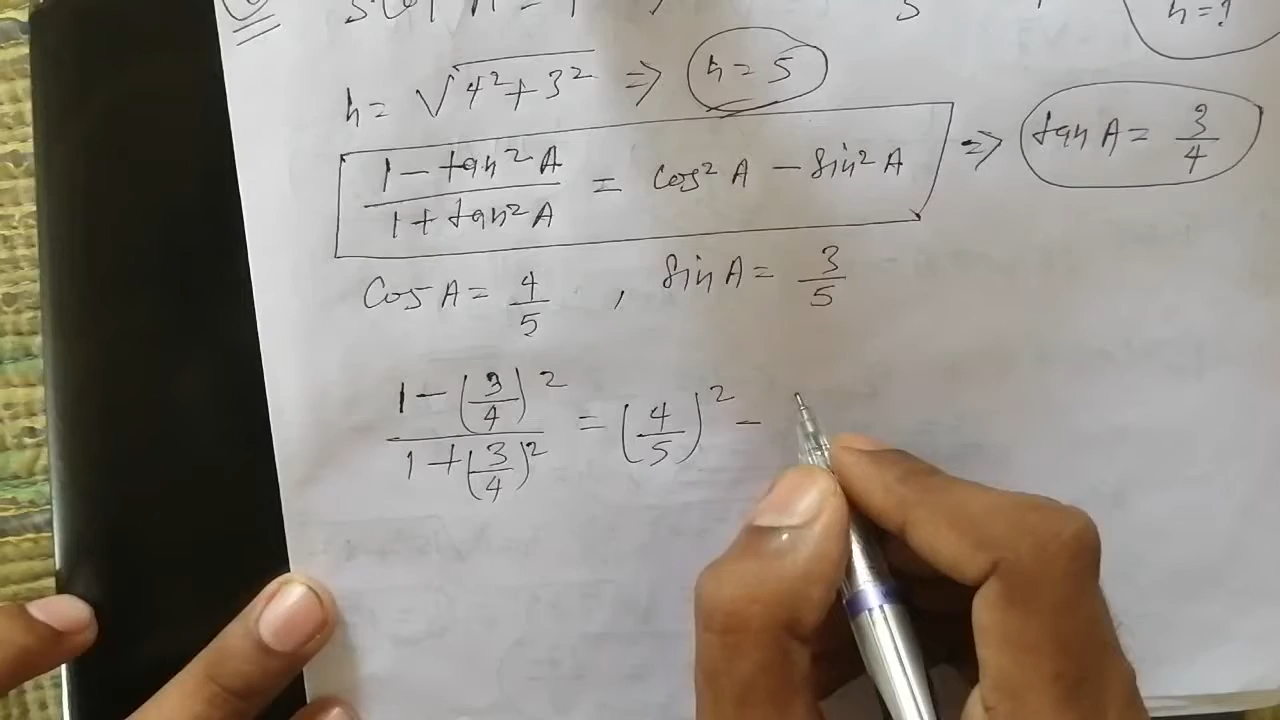 h = ?
h = √4²+3² => h = 5
1 - tan²A / 1 + tan²A = cos²A - sin²A => tan A = 3/4
Cos A = 4/5 , sin A = 3/5
1 - (3/4)² / 1 + (3/4)² = (4/5)² -